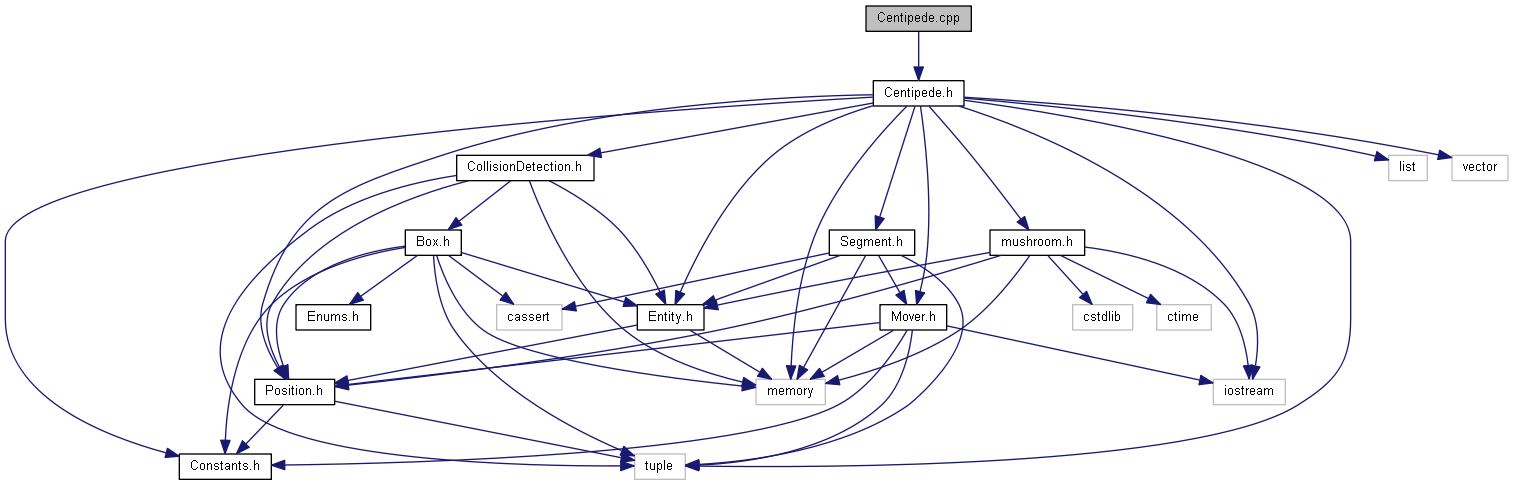 Centipede.cpp
Centipede.h
CollisionDetection.h
list
vector
Box.h
Segment.h
mushroom.h
Enums.h
cassert
Entity.h
Mover.h
cstdlib
ctime
Position.h
memory
iostream
Constants.h
tuple